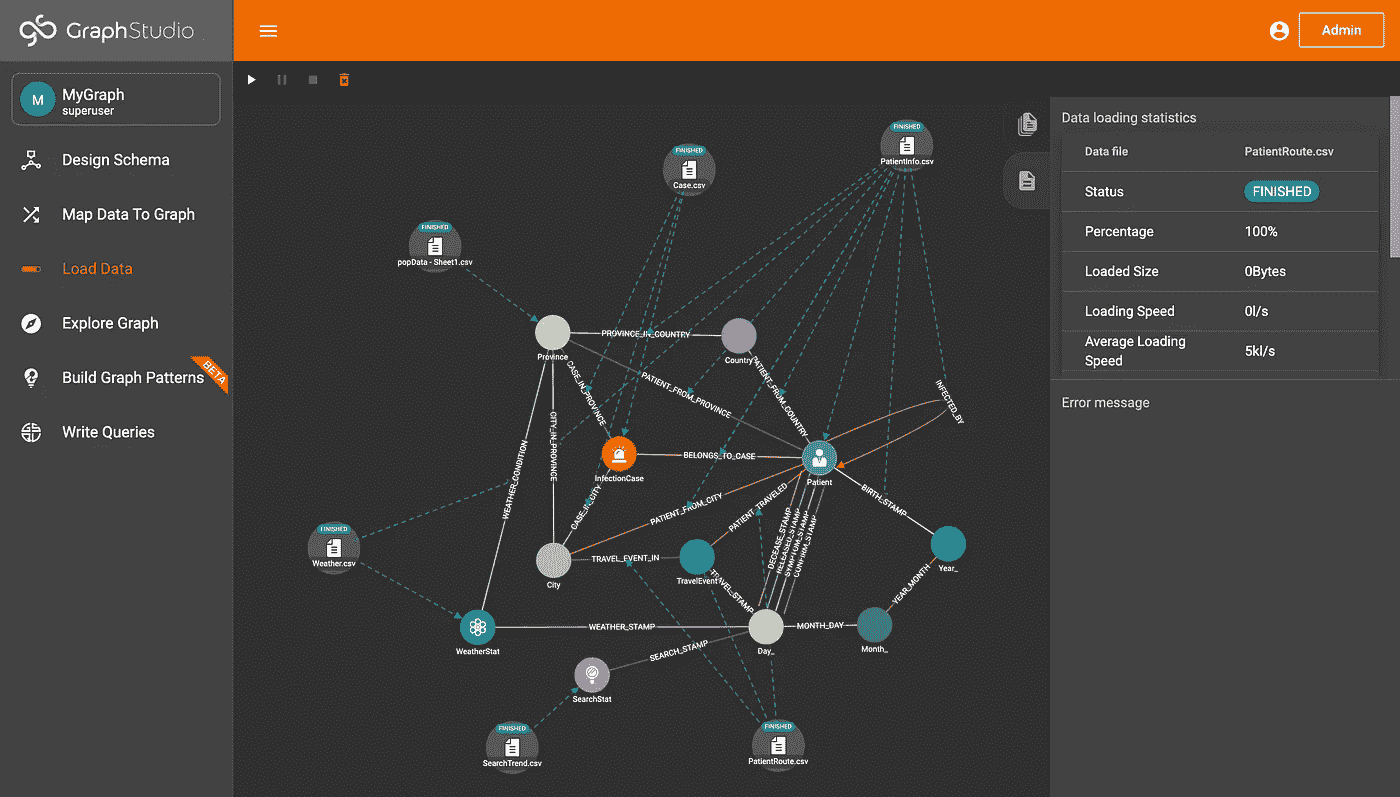 GraphStudio
Admin
M
MyGraph
superuser
Design Schema
Map Data To Graph
Load Data
Explore Graph
Build Graph Patterns
BETA
Write Queries
FINISHED
PatientInfo.csv
FINISHED
Case.csv
FINISHED
popData - Sheet1.csv
Province
PROVINCE_IN_COUNTRY
Country
CASE_IN_PROVINCE
PATIENT_FROM_PROVINCE
PATIENT_FROM_COUNTRY
INFECTED_BY
CITY_IN_PROVINCE
WEATHER_CONDITION
InfectionCase
BELONGS_TO_CASE
Patient
CASE_IN_CITY
PATIENT_FROM_CITY
PATIENT_TRAVELED
BIRTH_STAMP
DECEASE_STAMP
RELEASED_STAMP
SYMPTOM_STAMP
CONFIRM_STAMP
FINISHED
Weather.csv
City
TRAVEL_EVENT_IN
TravelEvent
TRAVEL_STAMP
Year_
YEAR_MONTH
WeatherStat
WEATHER_STAMP
Day_
MONTH_DAY
Month_
SEARCH_STAMP
SearchStat
FINISHED
SearchTrend.csv
FINISHED
PatientRoute.csv
Data loading statistics
Data file PatientRoute.csv
Status FINISHED
Percentage 100%
Loaded Size 0Bytes
Loading Speed 0l/s
Average Loading
Speed 5kl/s
Error message